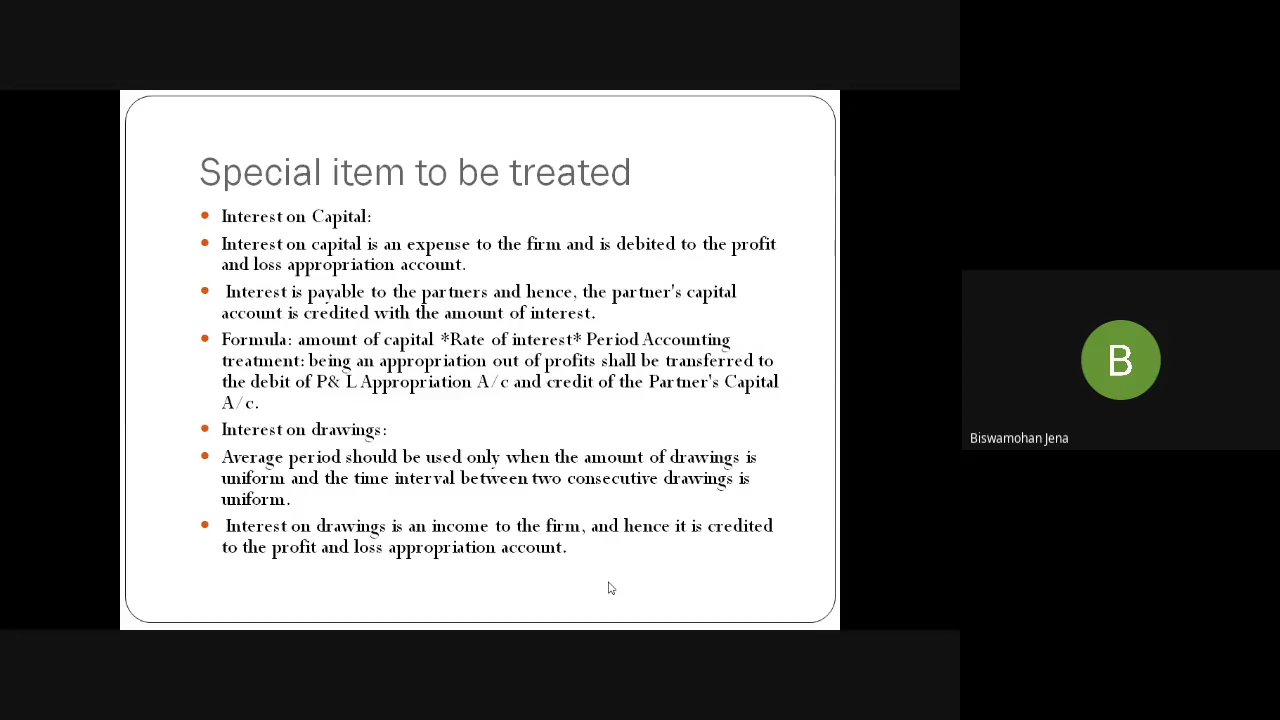 Special item to be treated
Interest on Capital:
Interest on capital is an expense to the firm and is debited to the profit
and loss appropriation account.
Interest is payable to the partners and hence, the partner's capital
account is credited with the amount of interest.
Formula: amount of capital *Rate of interest* Period Accounting
treatment: being an appropriation out of profits shall be transferred to
the debit of P& L Appropriation A/c and credit of the Partner's Capital
A/c.
Interest on drawings:
Average period should be used only when the amount of drawings is
uniform and the time interval between two consecutive drawings is
uniform.
Interest on drawings is an income to the firm, and hence it is credited
to the profit and loss appropriation account.
B
Biswamohan Jena